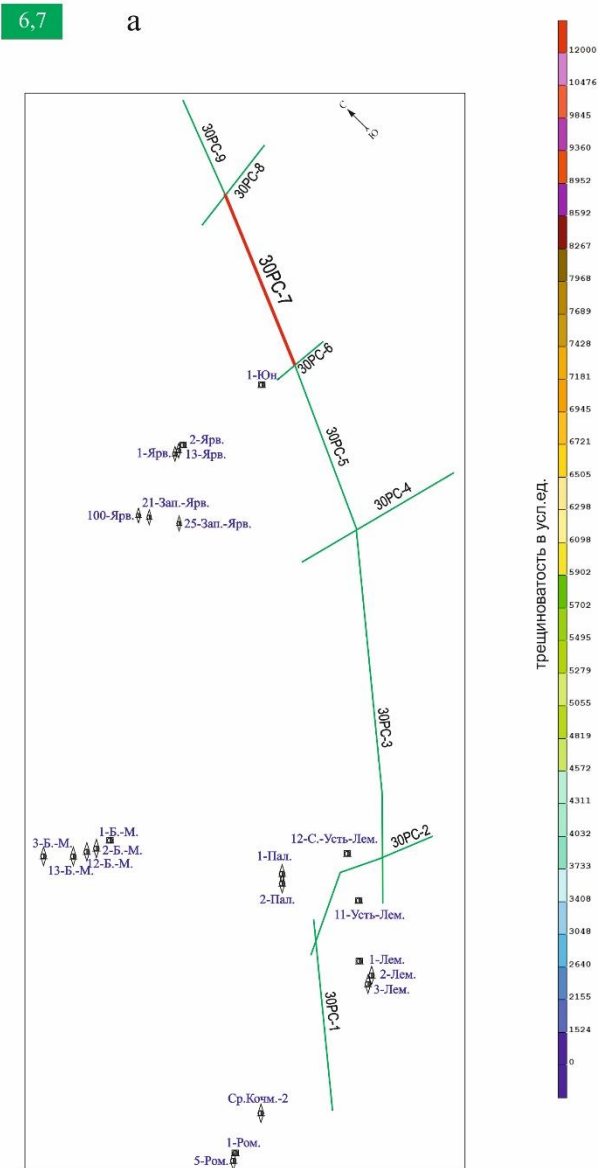 6,7
а
С
Ю
30РС-9
30РС-8
30РС-7
30РС-6
1-Юн.
30РС-5
2-Ярв.
1-Ярв.
13-Ярв.
30РС-4
21-Зап.-Ярв.
100-Ярв.
25-Зап.-Ярв.
30РС-3
30РС-2
1-Б.-М.
3-Б.-М.
2-Б.-М.
12-Б.-М.
13-Б.-М.
12-С.-Усть-Лем.
1-Пал.
2-Пал.
11-Усть-Лем.
1-Лем.
2-Лем.
3-Лем.
30РС-1
Ср.Кочм.-2
1-Ром.
5-Ром.
трещиноватость в усл.ед.
12000
10476
9845
9360
8952
8592
8267
7968
7689
7428
7181
6945
6721
6505
6298
6098
5902
5702
5495
5279
5055
4819
4572
4311
4032
3733
3408
3048
2640
2155
1524
0